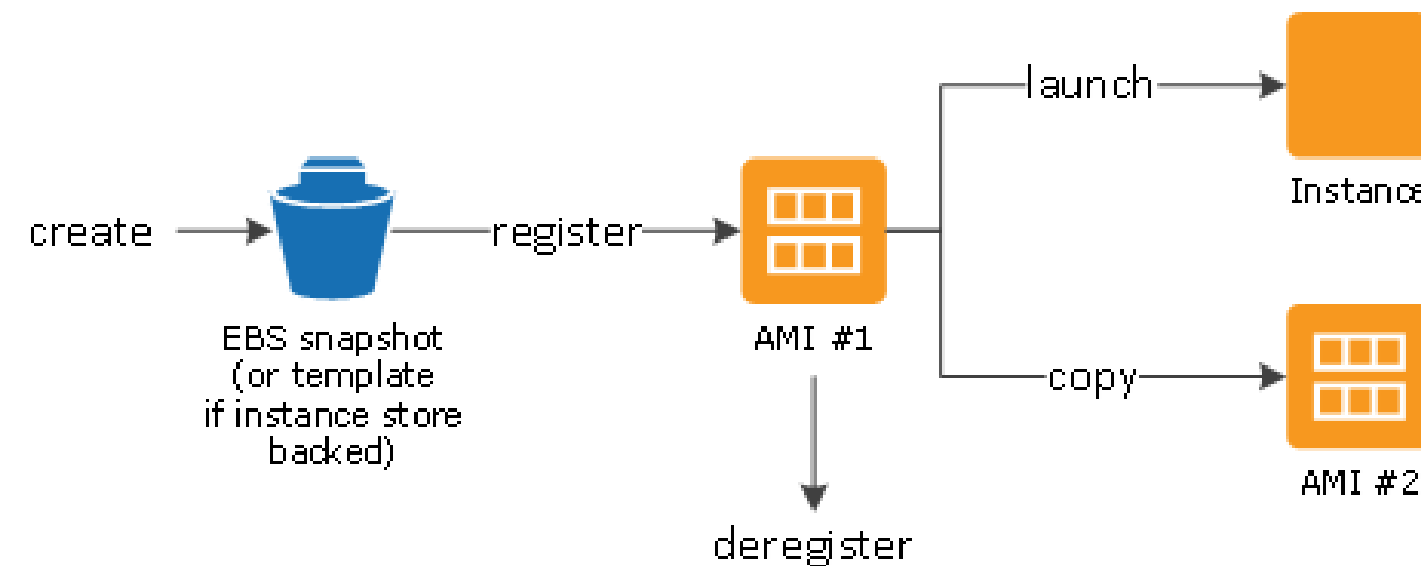 launch
Instance
create
register
EBS snapshot
(or template
if instance store
backed)
AMI #1
copy
AMI #2
deregister